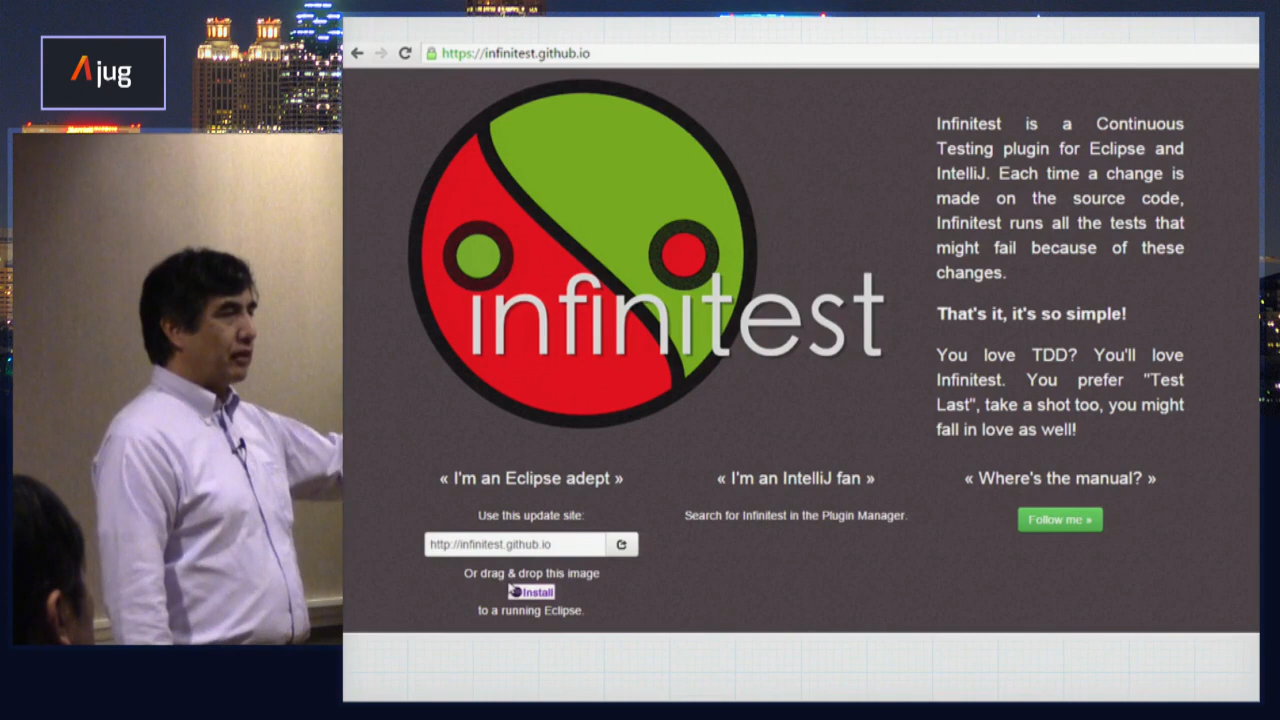 jug
https://infinitest.github.io
infinitest
Infinitest is a Continuous
Testing plugin for Eclipse and
IntelliJ. Each time a change is
made on the source code,
Infinitest runs all the tests that
might fail because of these
changes.
That's it, it's so simple!
You love TDD? You'll love
Infinitest. You prefer "Test
Last", take a shot too, you might
fall in love as well!
« I'm an Eclipse adept »
Use this update site:
http://infinitest.github.io
Or drag & drop this image
Install
to a running Eclipse.
« I'm an IntelliJ fan »
Search for Infinitest in the Plugin Manager.
« Where's the manual? »
Follow me »